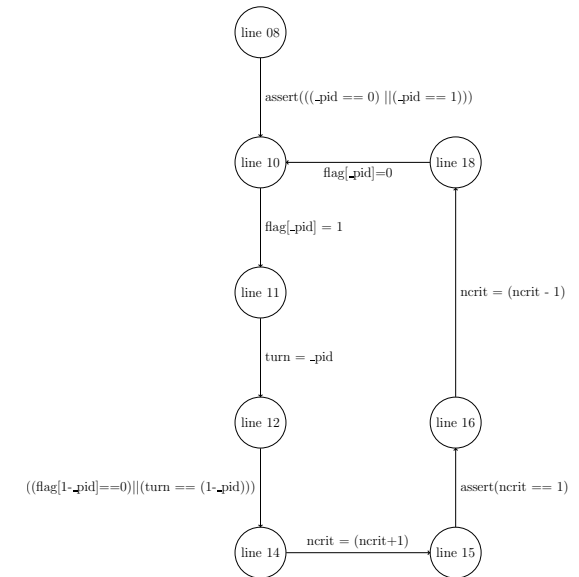 line 08
assert(((_pid == 0) ||(_pid == 1)))
line 10
line 18
flag[_pid]=0
flag[_pid] = 1
line 11
ncrit = (ncrit - 1)
turn = _pid
line 12
line 16
((flag[1-_pid]==0)||(turn == (1-_pid)))
assert(ncrit == 1)
line 14
ncrit = (ncrit+1)
line 15